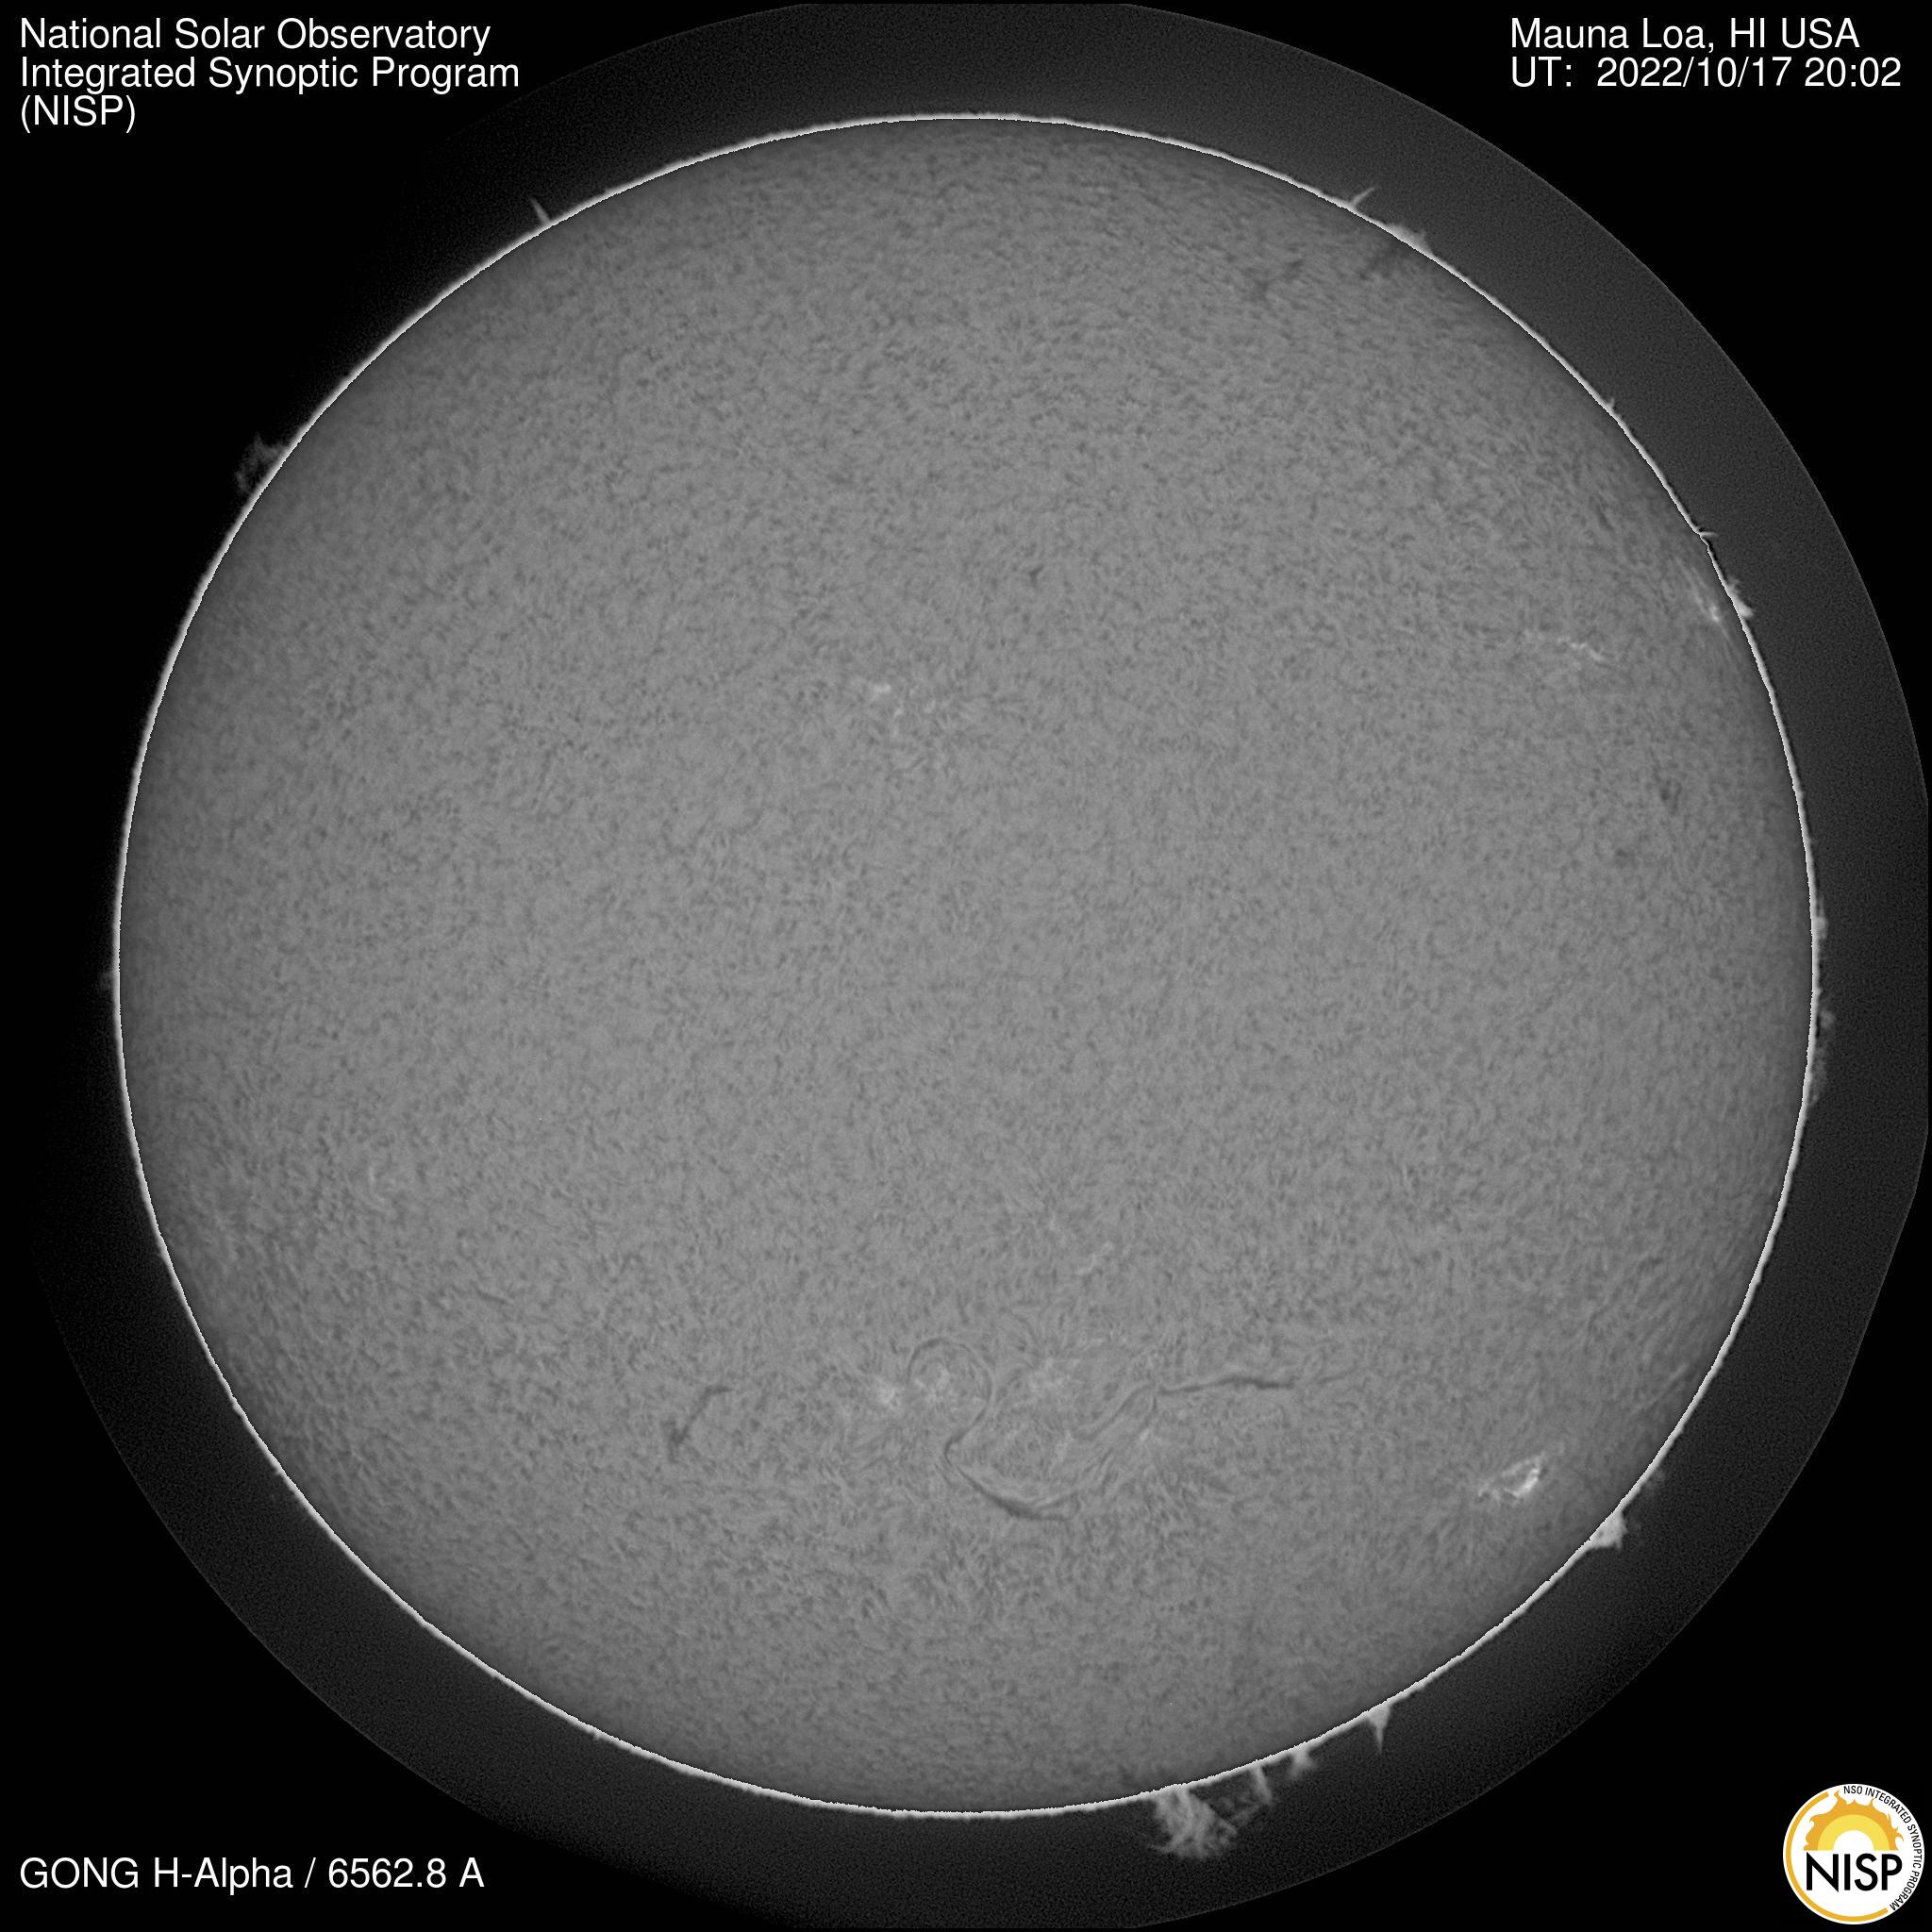 National Solar Observatory
Integrated Synoptic Program
(NISP)
Mauna Loa, HI USA
UT: 2022/10/17 20:02
GONG H-Alpha / 6562.8 A
NSO INTEGRATED SYNOPTIC PROGRAM
NISP